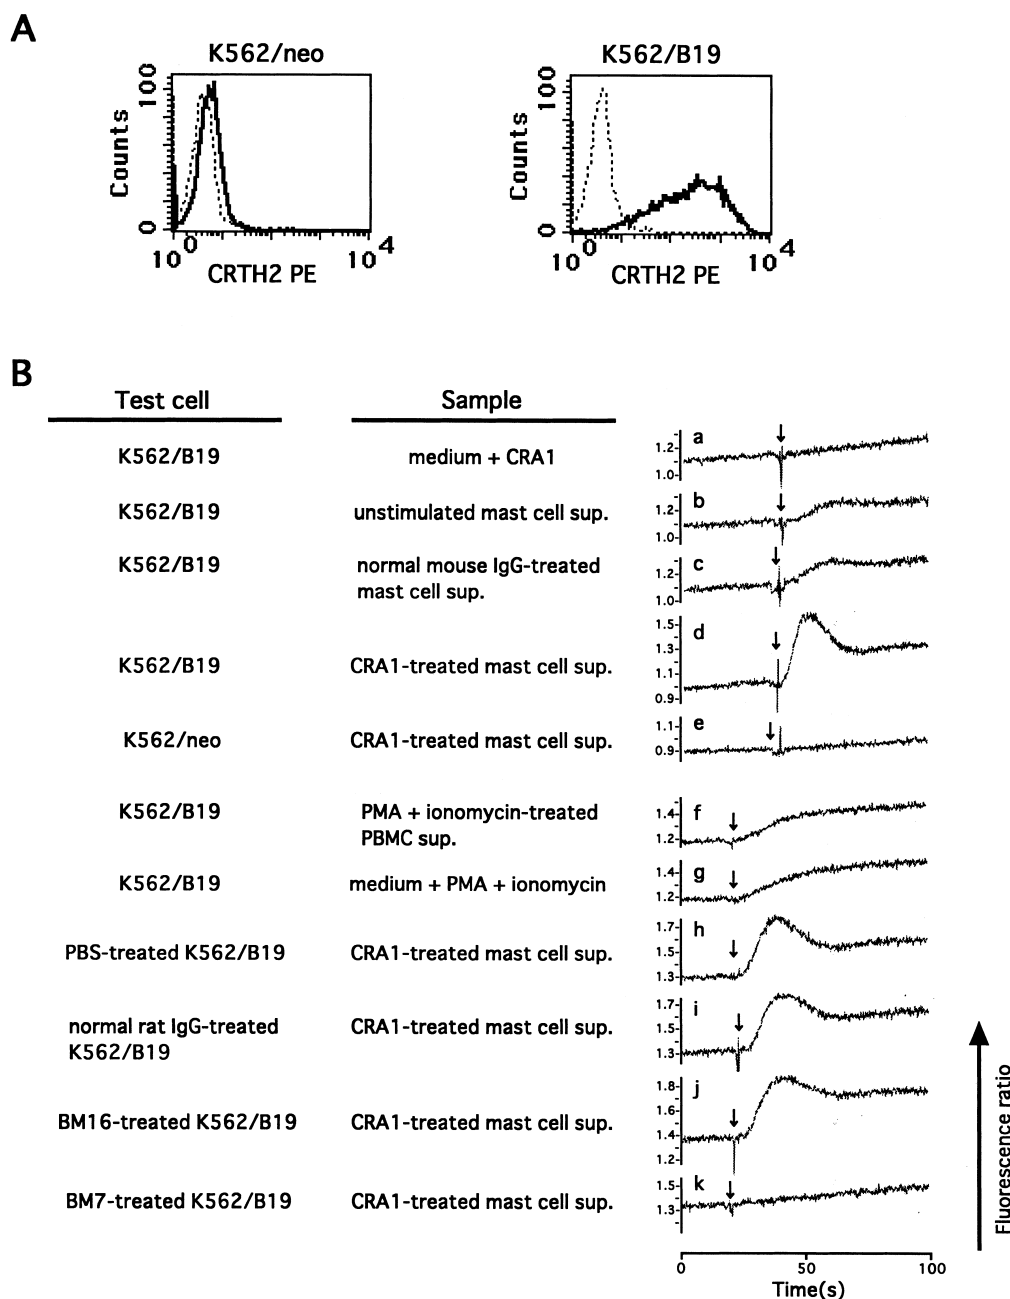 A
K562/neo
K562/B19
Counts
100
0
10^0
10^4
CRTH2 PE
Counts
100
0
10^0
10^4
CRTH2 PE
B
Test cell
Sample
K562/B19
medium + CRA1
a
1.2
1.0
K562/B19
unstimulated mast cell sup.
b
1.2
1.0
K562/B19
normal mouse IgG-treated
mast cell sup.
c
1.2
1.0
K562/B19
CRA1-treated mast cell sup.
d
1.5
1.3
1.1
0.9
K562/neo
CRA1-treated mast cell sup.
e
1.1
0.9
K562/B19
PMA + ionomycin-treated
PBMC sup.
f
1.4
1.2
K562/B19
medium + PMA + ionomycin
g
1.4
1.2
PBS-treated K562/B19
CRA1-treated mast cell sup.
h
1.7
1.5
1.3
normal rat IgG-treated
K562/B19
CRA1-treated mast cell sup.
i
1.7
1.5
1.3
BM16-treated K562/B19
CRA1-treated mast cell sup.
j
1.8
1.6
1.4
1.2
BM7-treated K562/B19
CRA1-treated mast cell sup.
k
1.5
1.3
0
50
100
Time(s)
Fluorescence ratio